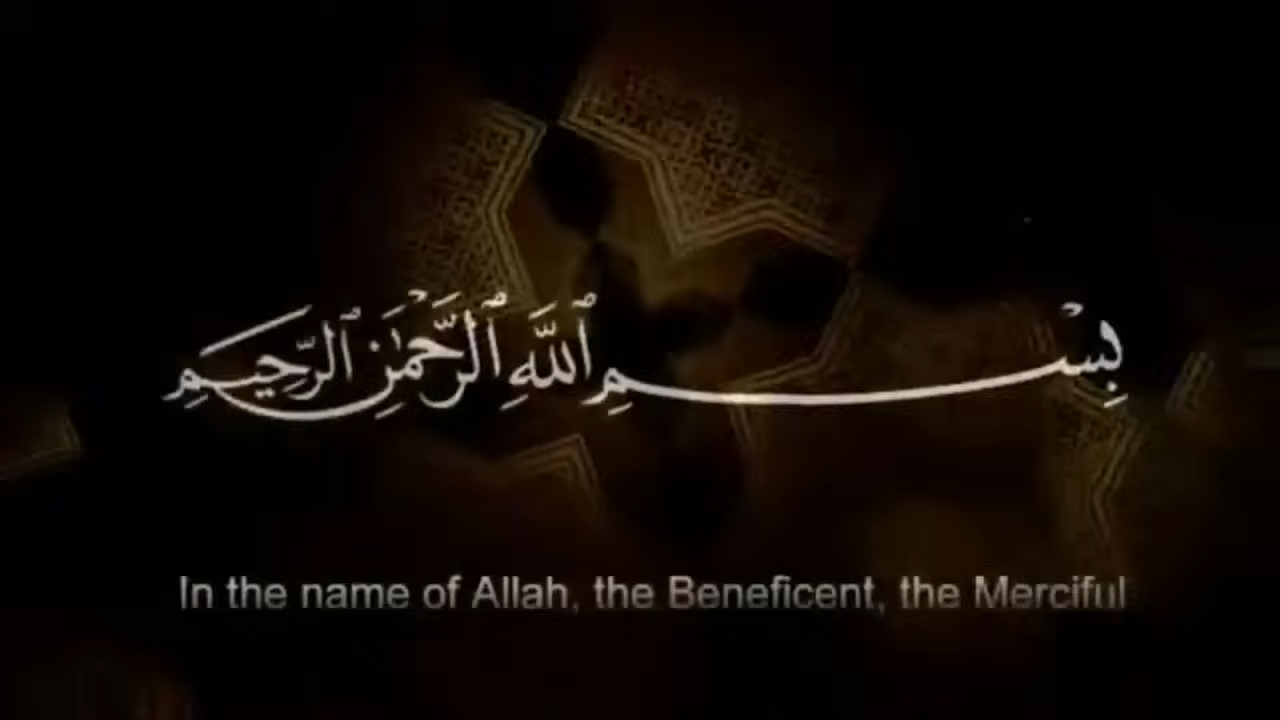 بِسْمِ ٱللَّهِ ٱلرَّحْمَٰنِ ٱلرَّحِيمِ
In the name of Allah, the Beneficent, the Merciful